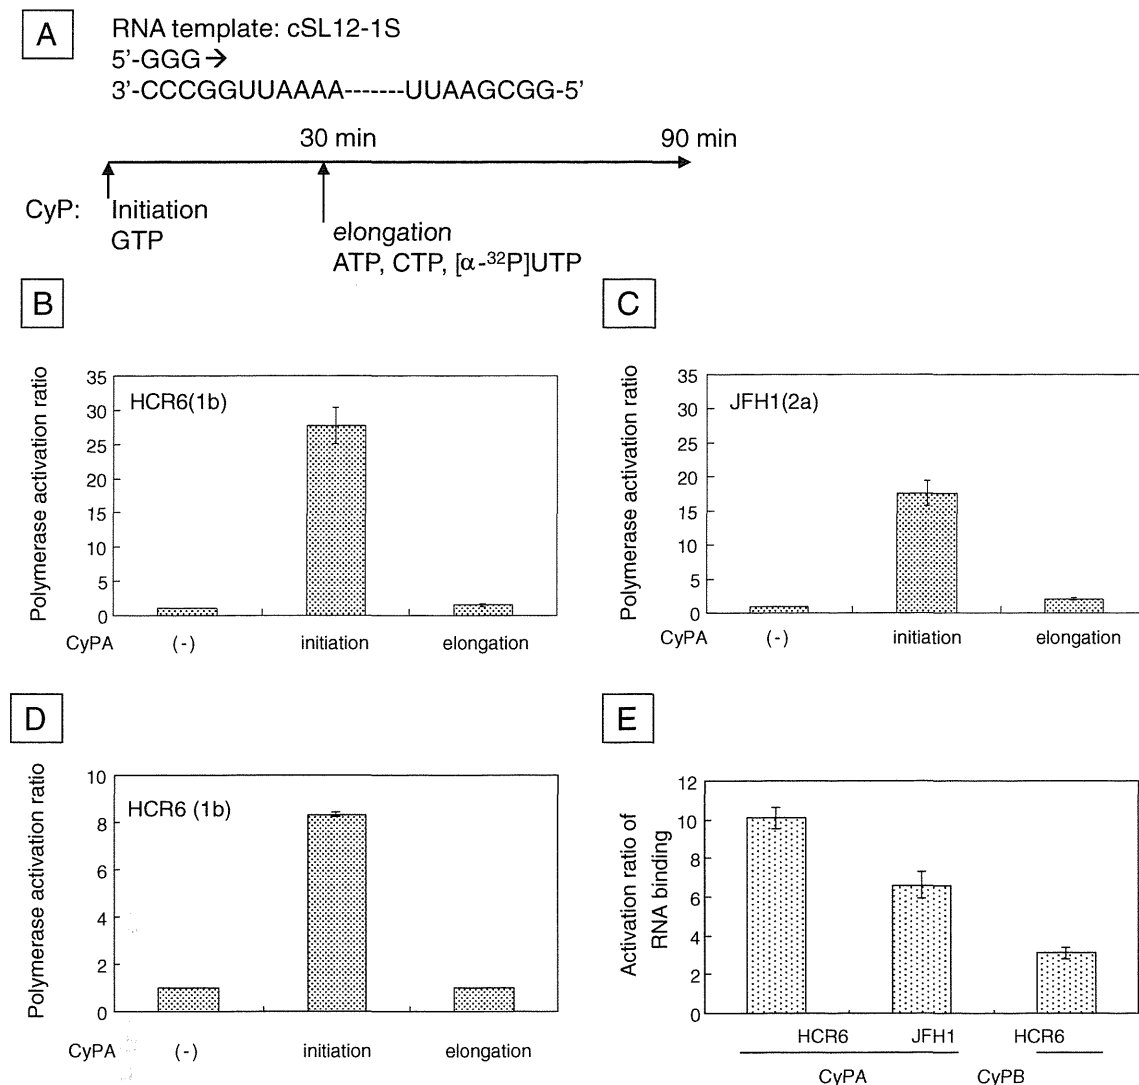 A
RNA template: cSL12-1S
5'-GGG→
3'-CCCGGUUAAAA-------UUAAGCGG-5'
30 min
90 min
CyP:
Initiation
GTP
elongation
ATP, CTP, [α-³²P]UTP
B
Polymerase activation ratio
35
30
25
20
15
10
5
0
HCR6(1b)
CyPA
(-)
initiation
elongation
C
Polymerase activation ratio
35
30
25
20
15
10
5
0
JFH1(2a)
CyPA
(-)
initiation
elongation
D
Polymerase activation ratio
10
8
6
4
2
0
HCR6 (1b)
CyPA
(-)
initiation
elongation
E
Activation ratio of
RNA binding
12
10
8
6
4
2
0
HCR6
JFH1
HCR6
CyPA
CyPB